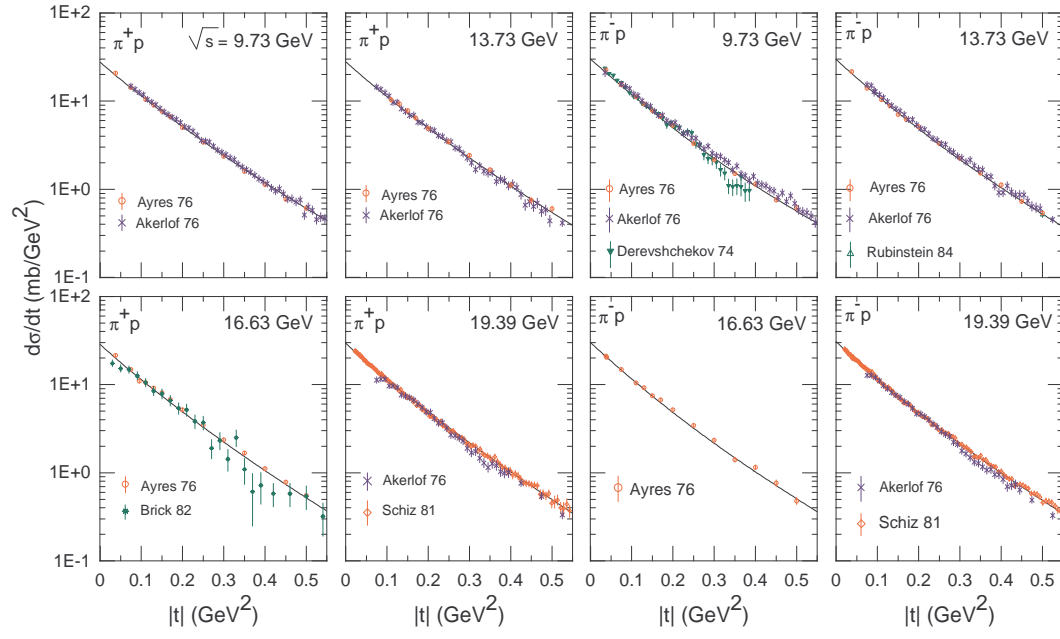 π⁺p √s = 9.73 GeV
π⁺p 13.73 GeV
π⁻p 9.73 GeV
π⁻p 13.73 GeV
1E+2
1E+1
1E+0
1E-1
Ayres 76
Akerlof 76
Ayres 76
Akerlof 76
Ayres 76
Akerlof 76
Derevshchekov 74
Ayres 76
Akerlof 76
Rubinstein 84
dσ/dt (mb/GeV²)
π⁺p 16.63 GeV
π⁺p 19.39 GeV
π⁻p 16.63 GeV
π⁻p 19.39 GeV
1E+2
1E+1
1E+0
1E-1
Ayres 76
Brick 82
Akerlof 76
Schiz 81
Ayres 76
Akerlof 76
Schiz 81
0 0.1 0.2 0.3 0.4 0.5
0 0.1 0.2 0.3 0.4 0.5
0 0.1 0.2 0.3 0.4 0.5
0 0.1 0.2 0.3 0.4 0.5
|t| (GeV²)
|t| (GeV²)
|t| (GeV²)
|t| (GeV²)